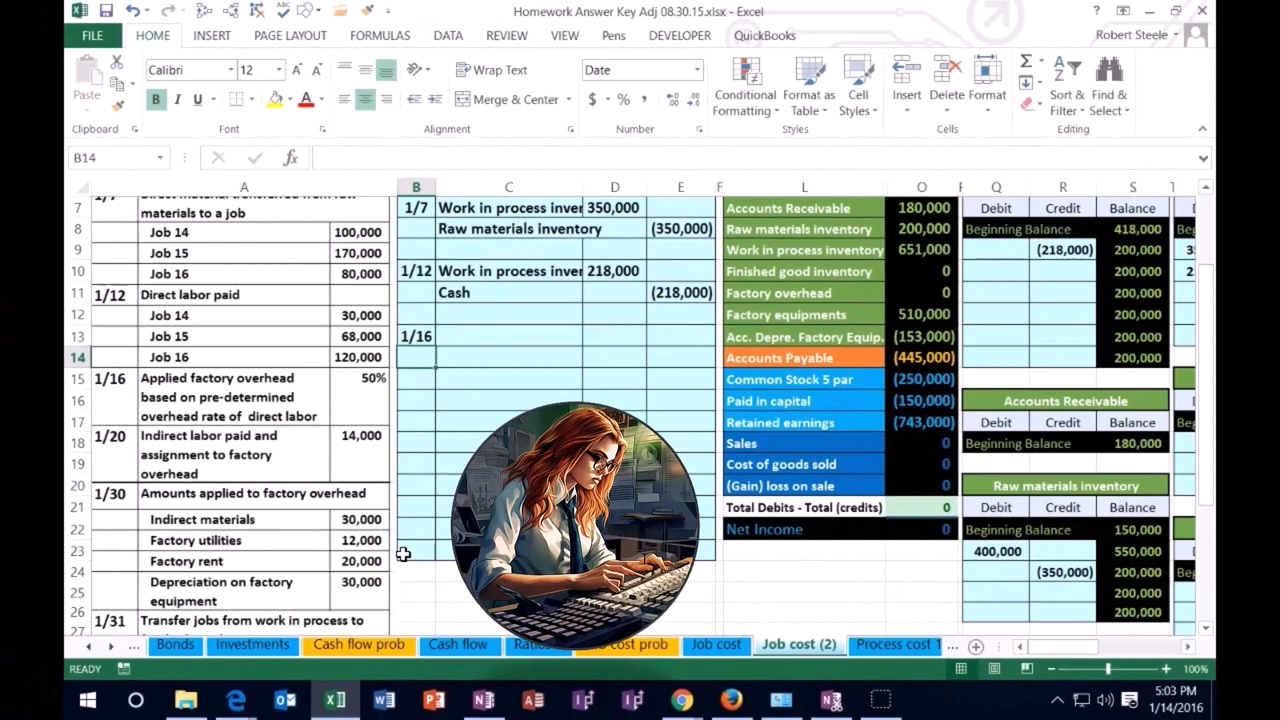 Homework Answer Key Adj 08.30.15.xlsx - Excel
FILE HOME INSERT PAGE LAYOUT FORMULAS DATA REVIEW VIEW Pens DEVELOPER QuickBooks Robert Steele
Paste
Calibri 12
B I U
Wrap Text
Merge & Center
Date
$ % ,
Conditional Formatting
Format as Table
Cell Styles
Insert Delete Format
Sort & Filter
Find & Select
Clipboard Font Alignment Number Styles Cells Editing
B14
A B C D E F L O Q R S T
7 materials to a job 1/7 350,000 Accounts Receivable 180,000 Debit Credit Balance
8 Job 14 100,000 Raw materials inventory (350,000) Raw materials inventory 200,000 Beginning Balance 418,000
9 Job 15 170,000 Work in process inventory 651,000 (218,000) 200,000
10 Job 16 80,000 1/12 218,000 Finished good inventory 0 200,000
11 1/12 Direct labor paid Cash (218,000) Factory overhead 0 200,000
12 Job 14 30,000 Factory equipments 510,000 200,000
13 Job 15 68,000 1/16 Acc. Depre. Factory Equip. (153,000) 200,000
14 Job 16 120,000 Accounts Payable (445,000) 200,000
15 1/16 Applied factory overhead 50% Common Stock 5 par (250,000)
16 based on pre-determined Paid in capital (150,000) Accounts Receivable
17 overhead rate of direct labor Retained earnings (743,000) Debit Credit Balance
18 1/20 Indirect labor paid and 14,000 Sales 0 Beginning Balance 180,000
19 assignment to factory overhead Cost of goods sold 0
20 1/30 Amounts applied to factory overhead (Gain) loss on sale 0 Raw materials inventory
21 Total Debits - Total (credits) 0 Debit Credit Balance
22 Indirect materials 30,000 Net Income 0 Beginning Balance 150,000
23 Factory utilities 12,000 400,000 550,000
24 Factory rent 20,000 (350,000) 200,000
25 Depreciation on factory equipment 30,000 200,000
26 1/31 Transfer jobs from work in process to 200,000
27
Bonds Investments Cash flow prob Cash flow cost prob Job cost Job cost (2) Process cost 1
READY 100%
5:03 PM
1/14/2016